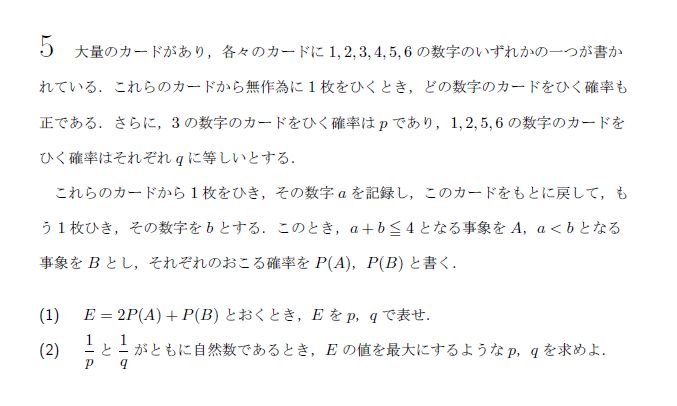 5 大量のカードがあり，各々のカードに 1, 2, 3, 4, 5, 6 の数字のいずれかの一つが書か
れている．これらのカードから無作為に 1 枚をひくとき，どの数字のカードをひく確率も
正である．さらに，3 の数字のカードをひく確率は p であり，1, 2, 5, 6 の数字のカードを
ひく確率はそれぞれ q に等しいとする．
これらのカードから 1 枚をひき，その数字 a を記録し，このカードをもとに戻して，も
う 1 枚ひき，その数字を b とする．このとき，a + b ≦ 4 となる事象を A，a < b となる
事象を B とし，それぞれのおこる確率を P(A)，P(B) と書く．
(1) E = 2P(A) + P(B) とおくとき，E を p，q で表せ．
(2) 1/p と 1/q がともに自然数であるとき，E の値を最大にするような p，q を求めよ．